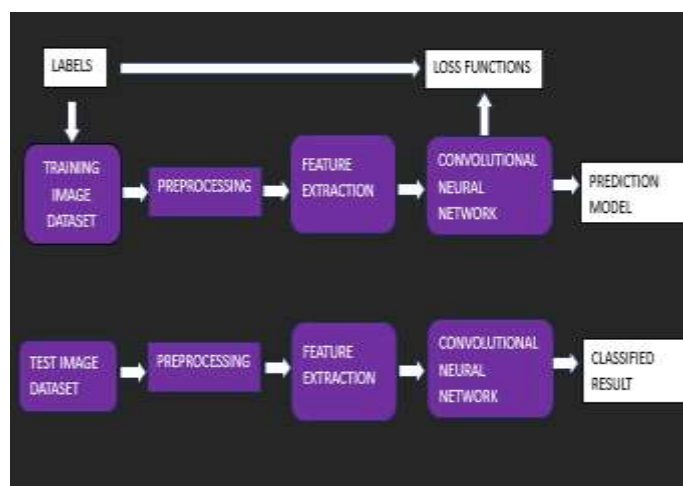 LABELS
LOSS FUNCTIONS
TRAINING
IMAGE
DATASET
PREPROCESSING
FEATURE
EXTRACTION
CONVOLUTIONAL
NEURAL
NETWORK
PREDICTION
MODEL
TEST IMAGE
DATASET
PREPROCESSING
FEATURE
EXTRACTION
CONVOLUTIONAL
NEURAL
NETWORK
CLASSIFIED
RESULT